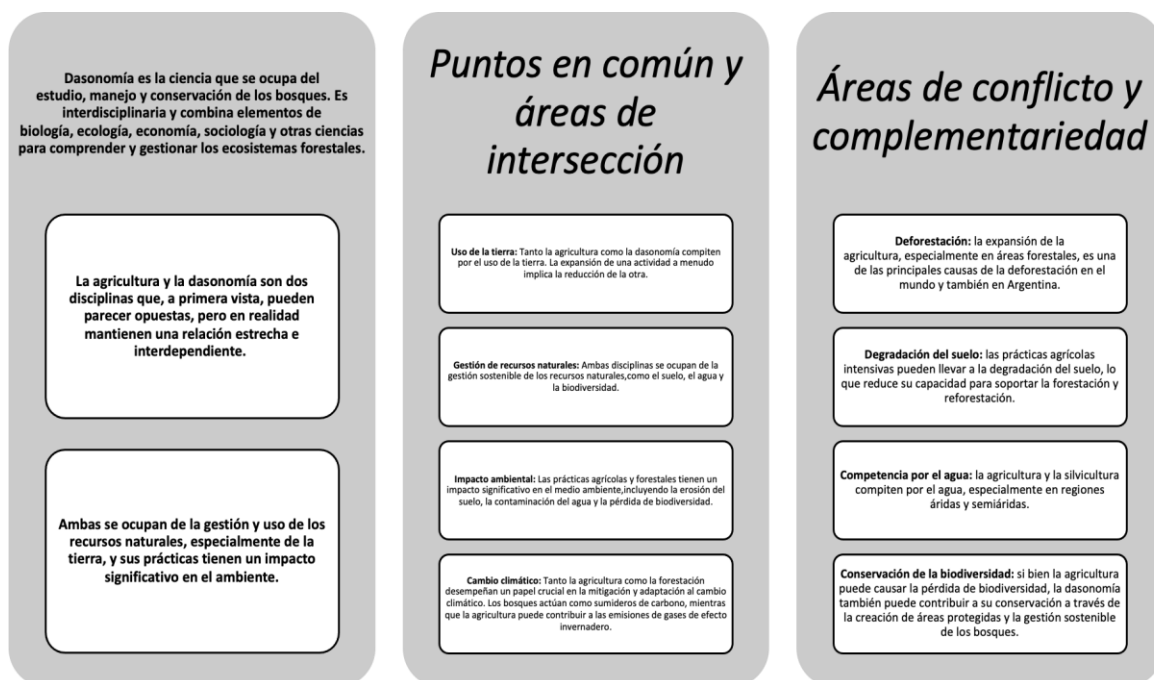 Dasonomía es la ciencia que se ocupa del
estudio, manejo y conservación de los bosques. Es
interdisciplinaria y combina elementos de
biología, ecología, economía, sociología y otras ciencias
para comprender y gestionar los ecosistemas forestales.
La agricultura y la dasonomía son dos
disciplinas que, a primera vista, pueden
parecer opuestas, pero en realidad
mantienen una relación estrecha e
interdependiente.
Ambas se ocupan de la gestión y uso de los
recursos naturales, especialmente de la
tierra, y sus prácticas tienen un impacto
significativo en el ambiente.
Puntos en común y
áreas de
intersección
Uso de la tierra: Tanto la agricultura como la dasonomía compiten
por el uso de la tierra. La expansión de una actividad a menudo
implica la reducción de la otra.
Gestión de recursos naturales: Ambas disciplinas se ocupan de la
gestión sostenible de los recursos naturales,como el suelo, el agua y
la biodiversidad.
Impacto ambiental: Las prácticas agrícolas y forestales tienen un
impacto significativo en el medio ambiente,incluyendo la erosión del
suelo, la contaminación del agua y la pérdida de biodiversidad.
Cambio climático: Tanto la agricultura como la forestación
desempeñan un papel crucial en la mitigación y adaptación al cambio
climático. Los bosques actúan como sumideros de carbono, mientras
que la agricultura puede contribuir a las emisiones de gases de efecto
invernadero.
Áreas de conflicto y
complementariedad
Deforestación: la expansión de la
agricultura, especialmente en áreas forestales, es una
de las principales causas de la deforestación en el
mundo y también en Argentina.
Degradación del suelo: las prácticas agrícolas
intensivas pueden llevar a la degradación del suelo, lo
que reduce su capacidad para soportar la forestación y
reforestación.
Competencia por el agua: la agricultura y la silvicultura
compiten por el agua, especialmente en regiones
áridas y semiáridas.
Conservación de la biodiversidad: si bien la agricultura
puede causar la pérdida de biodiversidad, la dasonomía
también puede contribuir a su conservación a través de
la creación de áreas protegidas y la gestión sostenible
de los bosques.